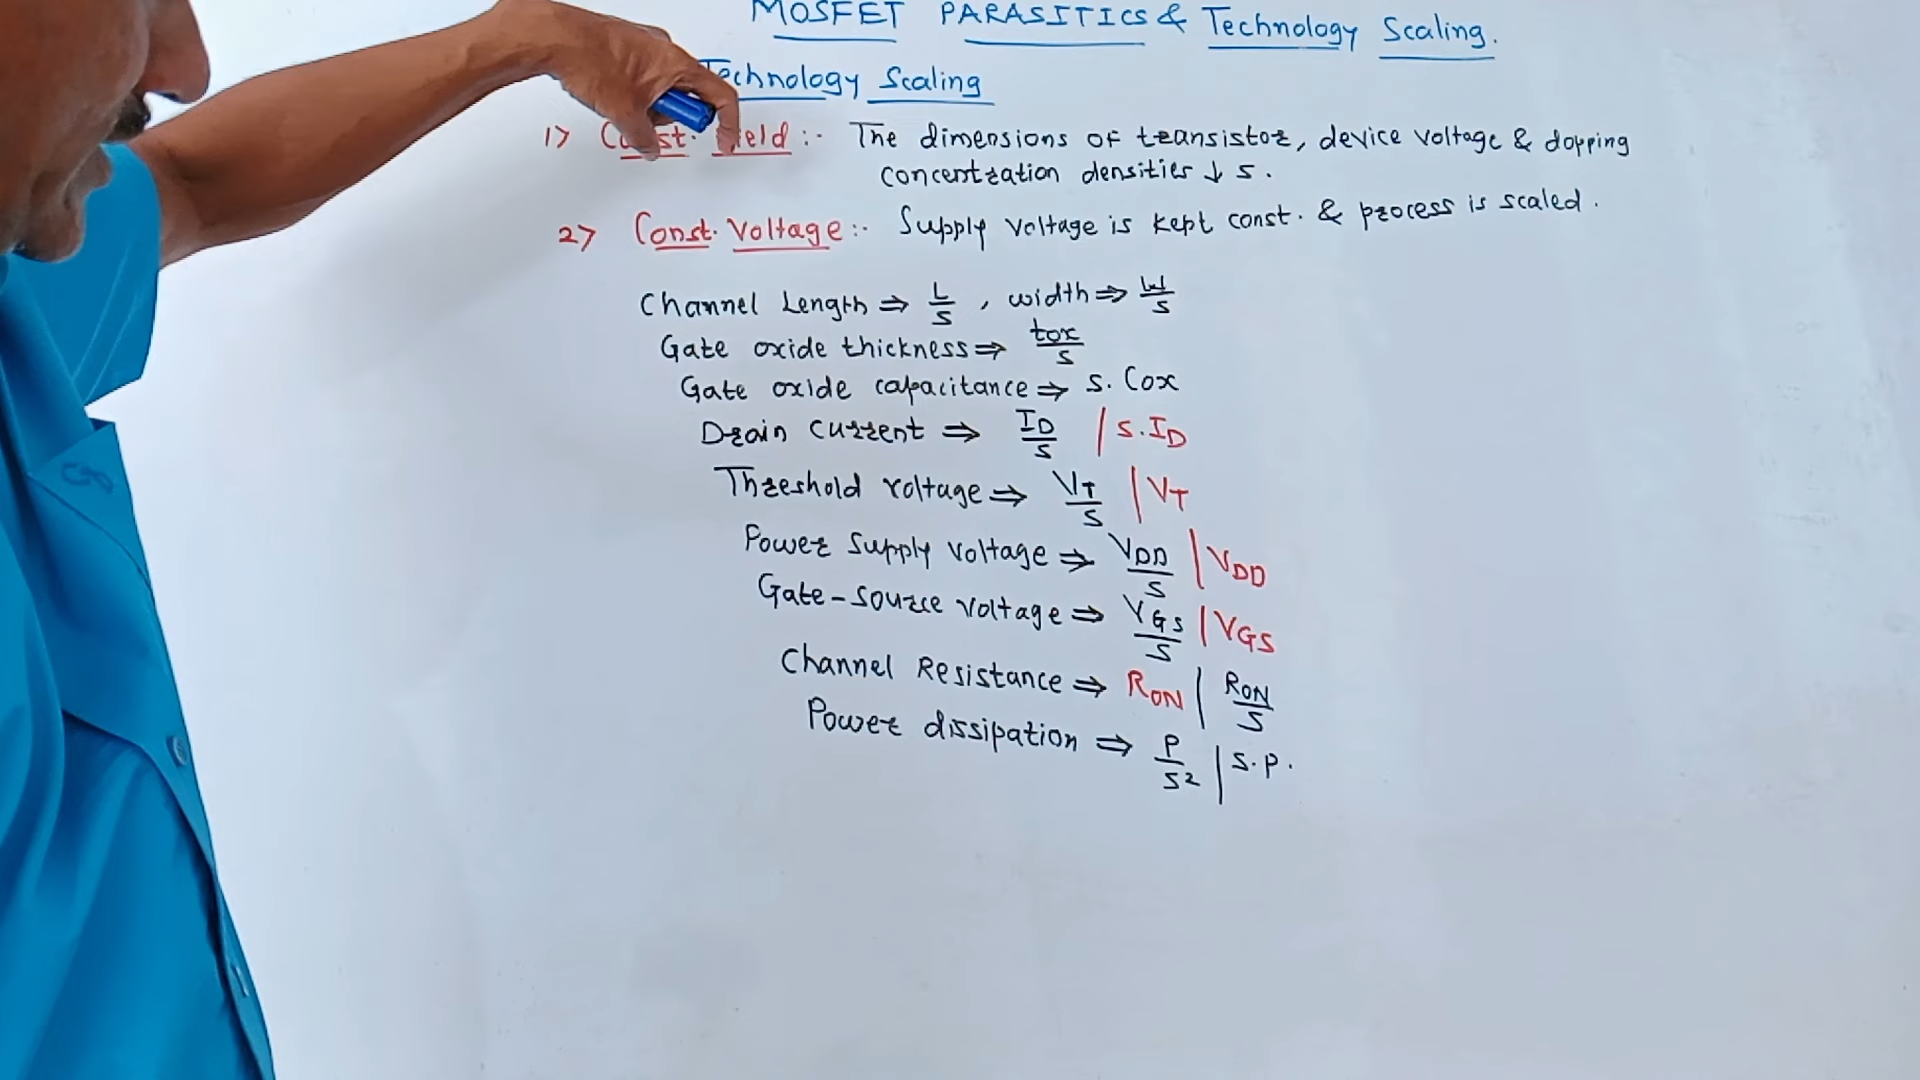 MOSFET PARASITICS & Technology Scaling.
Technology Scaling
1> Const. Field :- The dimensions of transistor, device voltage & dopping
concentration densities ↓ S.
2> Const. Voltage :- Supply voltage is kept const. & process is scaled.
Channel Length ⇒ L/S , width ⇒ W/S
Gate oxide thickness ⇒ tox/S
Gate oxide capacitance ⇒ S. Cox
Drain current ⇒ ID/S | S.ID
Threshold voltage ⇒ VT/S | VT
Power supply voltage ⇒ VDD/S | VDD
Gate-source voltage ⇒ VGS/S | VGS
Channel Resistance ⇒ RON | RON/S
Power dissipation ⇒ P/S² | S.P.